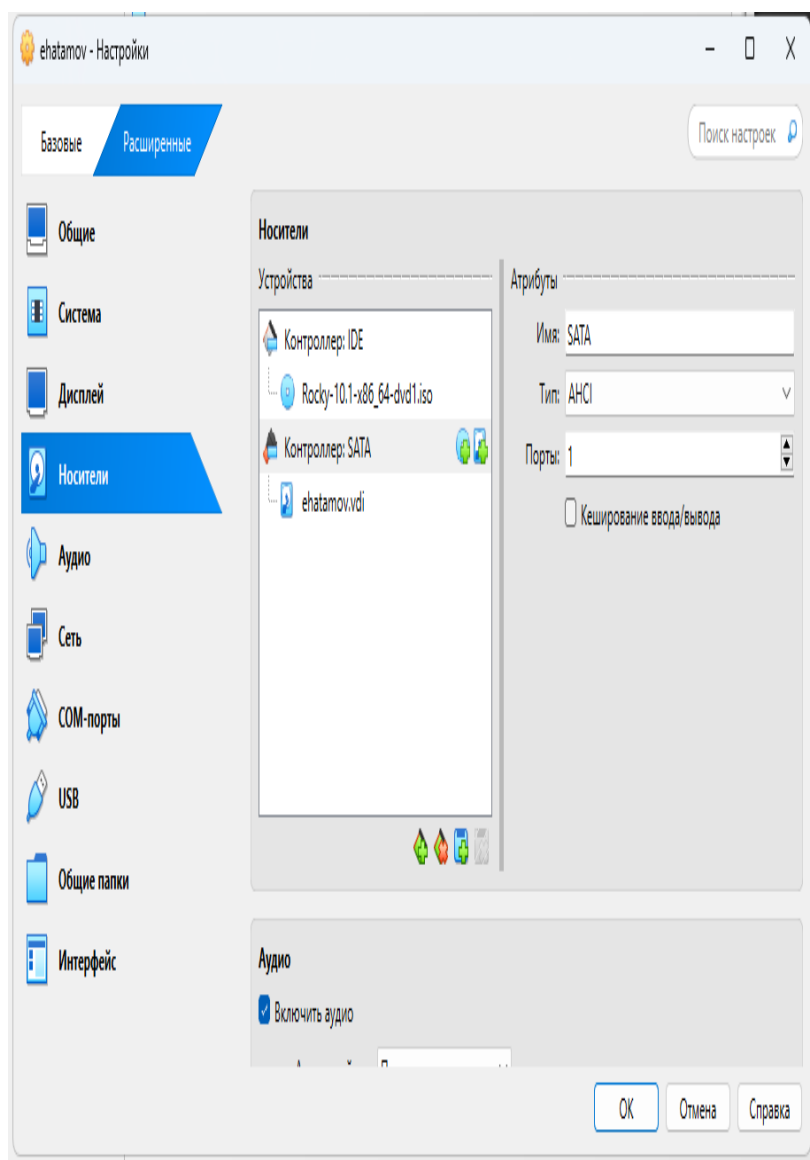 ehatamov - Настройки
Базовые
Расширенные
Поиск настроек
Общие
Система
Дисплей
Носители
Аудио
Сеть
COM-порты
USB
Общие папки
Интерфейс
Носители
Устройства
Контроллер: IDE
Rocky-10.1-x86_64-dvd1.iso
Контроллер: SATA
ehatamov.vdi
Атрибуты
Имя: SATA
Тип: AHCI
Порты: 1
Кеширование ввода/вывода
Аудио
Включить аудио
OK
Отмена
Справка